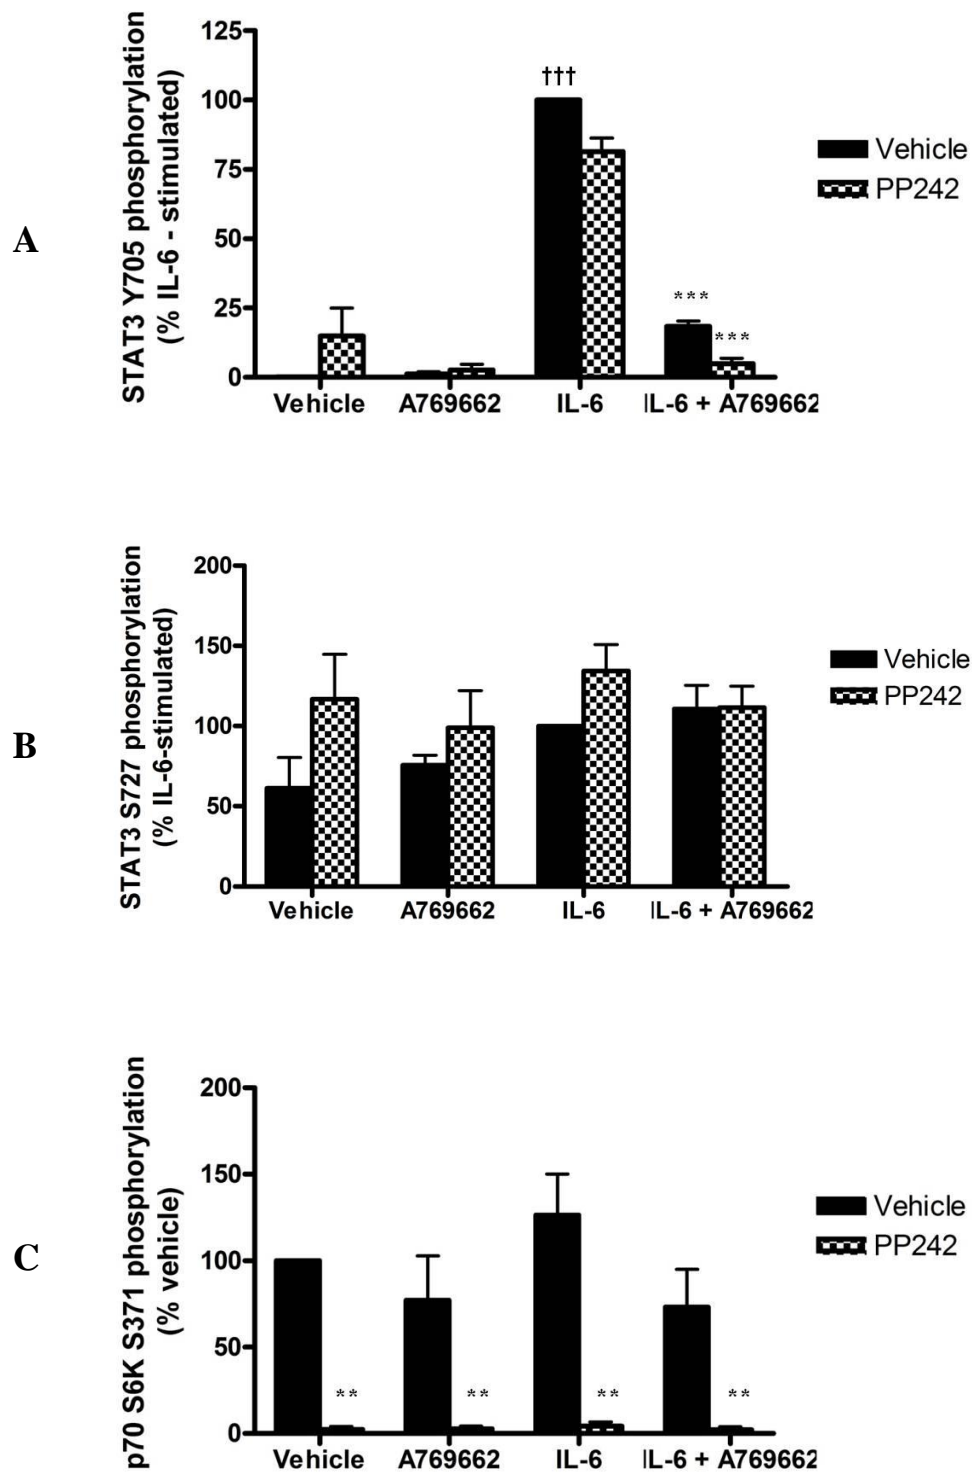 A
STAT3 Y705 phosphorylation
(% IL-6 - stimulated)
125
100
75
50
25
0
†††
***
***
Vehicle A769662 IL-6 IL-6 + A769662
Vehicle
PP242
B
STAT3 S727 phosphorylation
(% IL-6-stimulated)
200
150
100
50
0
Vehicle A769662 IL-6 IL-6 + A769662
Vehicle
PP242
C
p70 S6K S371 phosphorylation
(% vehicle)
200
150
100
50
0
** ** ** **
Vehicle A769662 IL-6 IL-6 + A769662
Vehicle
PP242